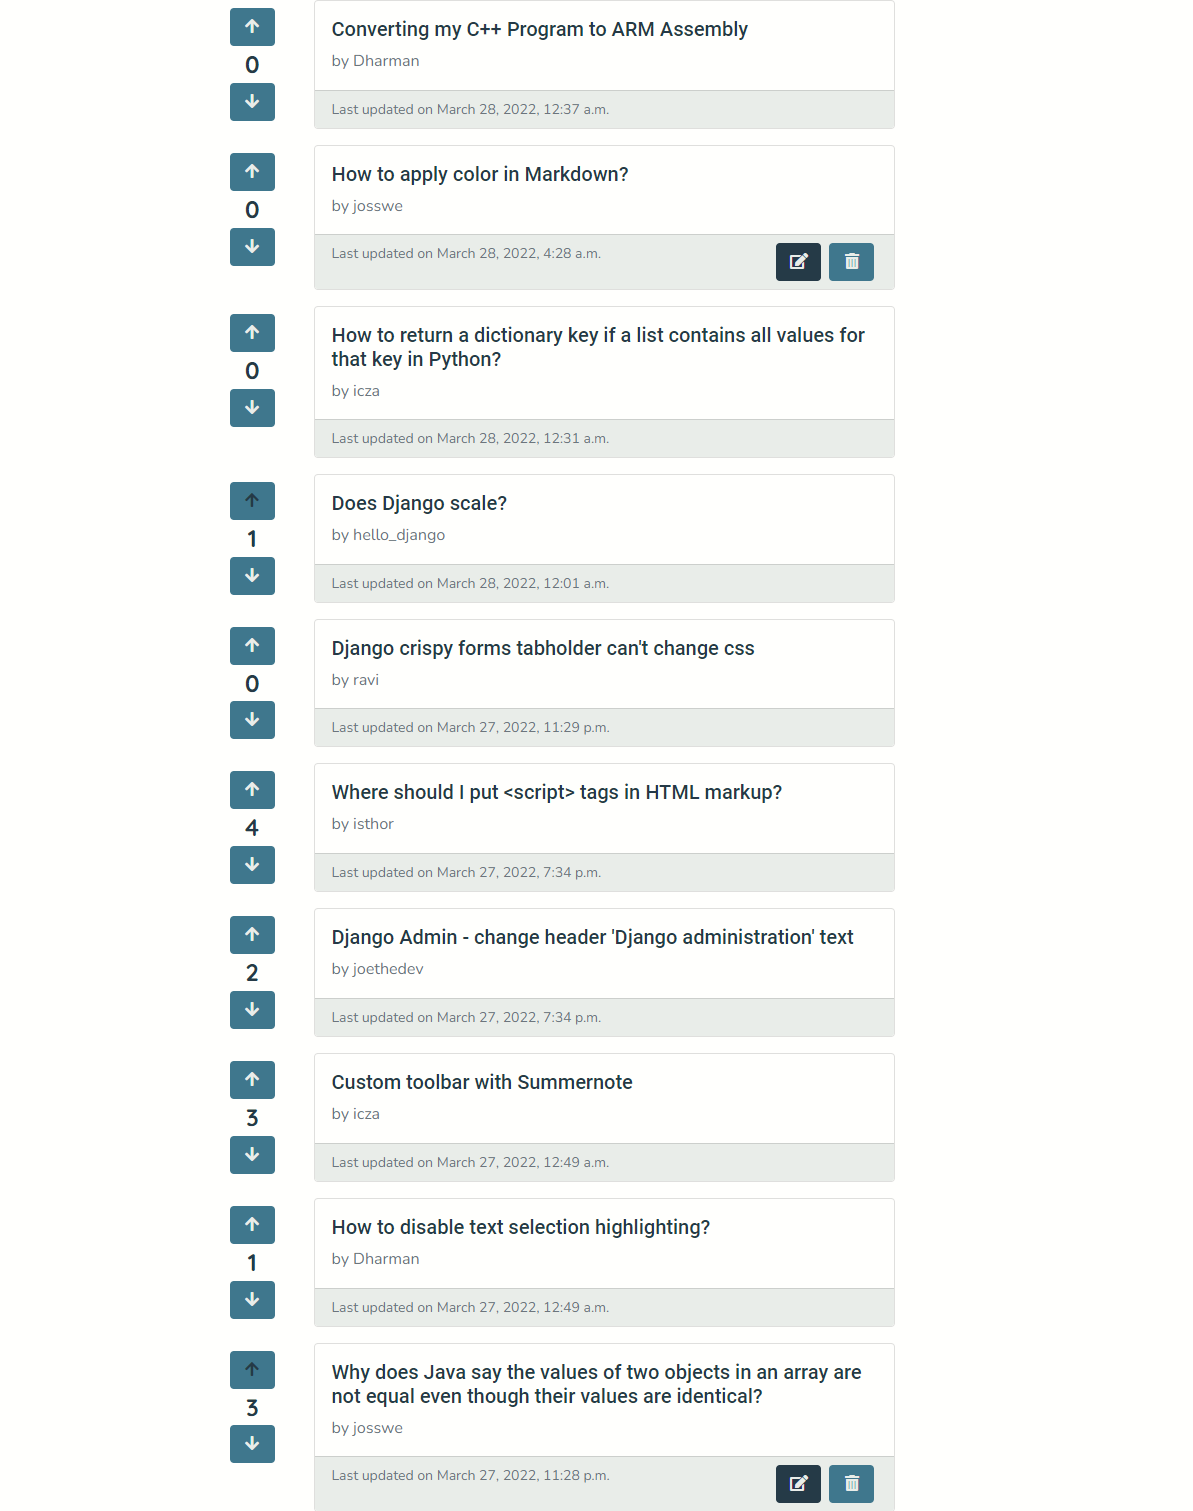 Converting my C++ Program to ARM Assembly
by Dharman
0
Last updated on March 28, 2022, 12:37 a.m.
How to apply color in Markdown?
by josswe
0
Last updated on March 28, 2022, 4:28 a.m.
How to return a dictionary key if a list contains all values for
that key in Python?
0
by icza
Last updated on March 28, 2022, 12:31 a.m.
Does Django scale?
by hello_django
1
Last updated on March 28, 2022, 12:01 a.m.
Django crispy forms tabholder can't change css
by ravi
0
Last updated on March 27, 2022, 11:29 p.m.
Where should I put <script> tags in HTML markup?
by isthor
4
Last updated on March 27, 2022, 7:34 p.m.
Django Admin - change header 'Django administration' text
by joethedev
2
Last updated on March 27, 2022, 7:34 p.m.
Custom toolbar with Summernote
by icza
3
Last updated on March 27, 2022, 12:49 a.m.
How to disable text selection highlighting?
by Dharman
1
Last updated on March 27, 2022, 12:49 a.m.
Why does Java say the values of two objects in an array are
not equal even though their values are identical?
3
by josswe
Last updated on March 27, 2022, 11:28 p.m.